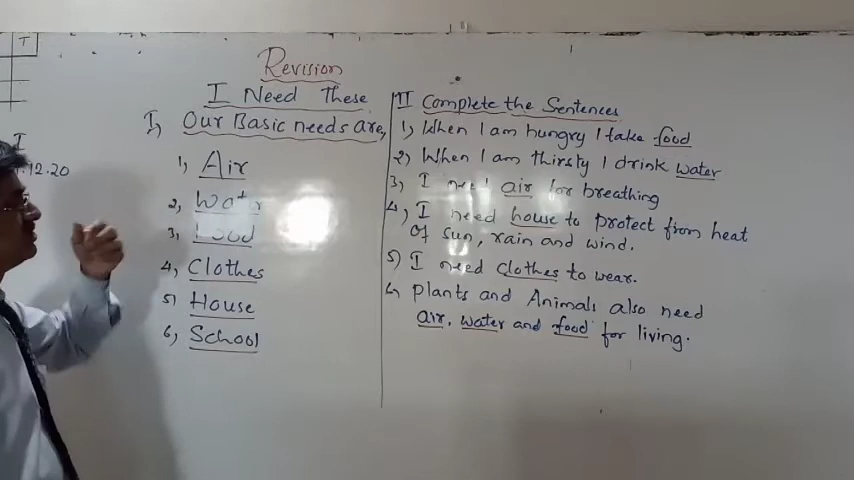 T
I
.12.20
Revision
I Need These
I, Our Basic needs are,
1, Air
2, Water
3, Food
4, Clothes
5, House
6, School
II Complete the Sentences
1, When I am hungry I take food
2, When I am thirsty I drink water
3, I need air for breathing
4, I need house to protect from heat
of sun, rain and wind.
5) I need clothes to wear.
6, Plants and Animals also need
air, water and food for living.